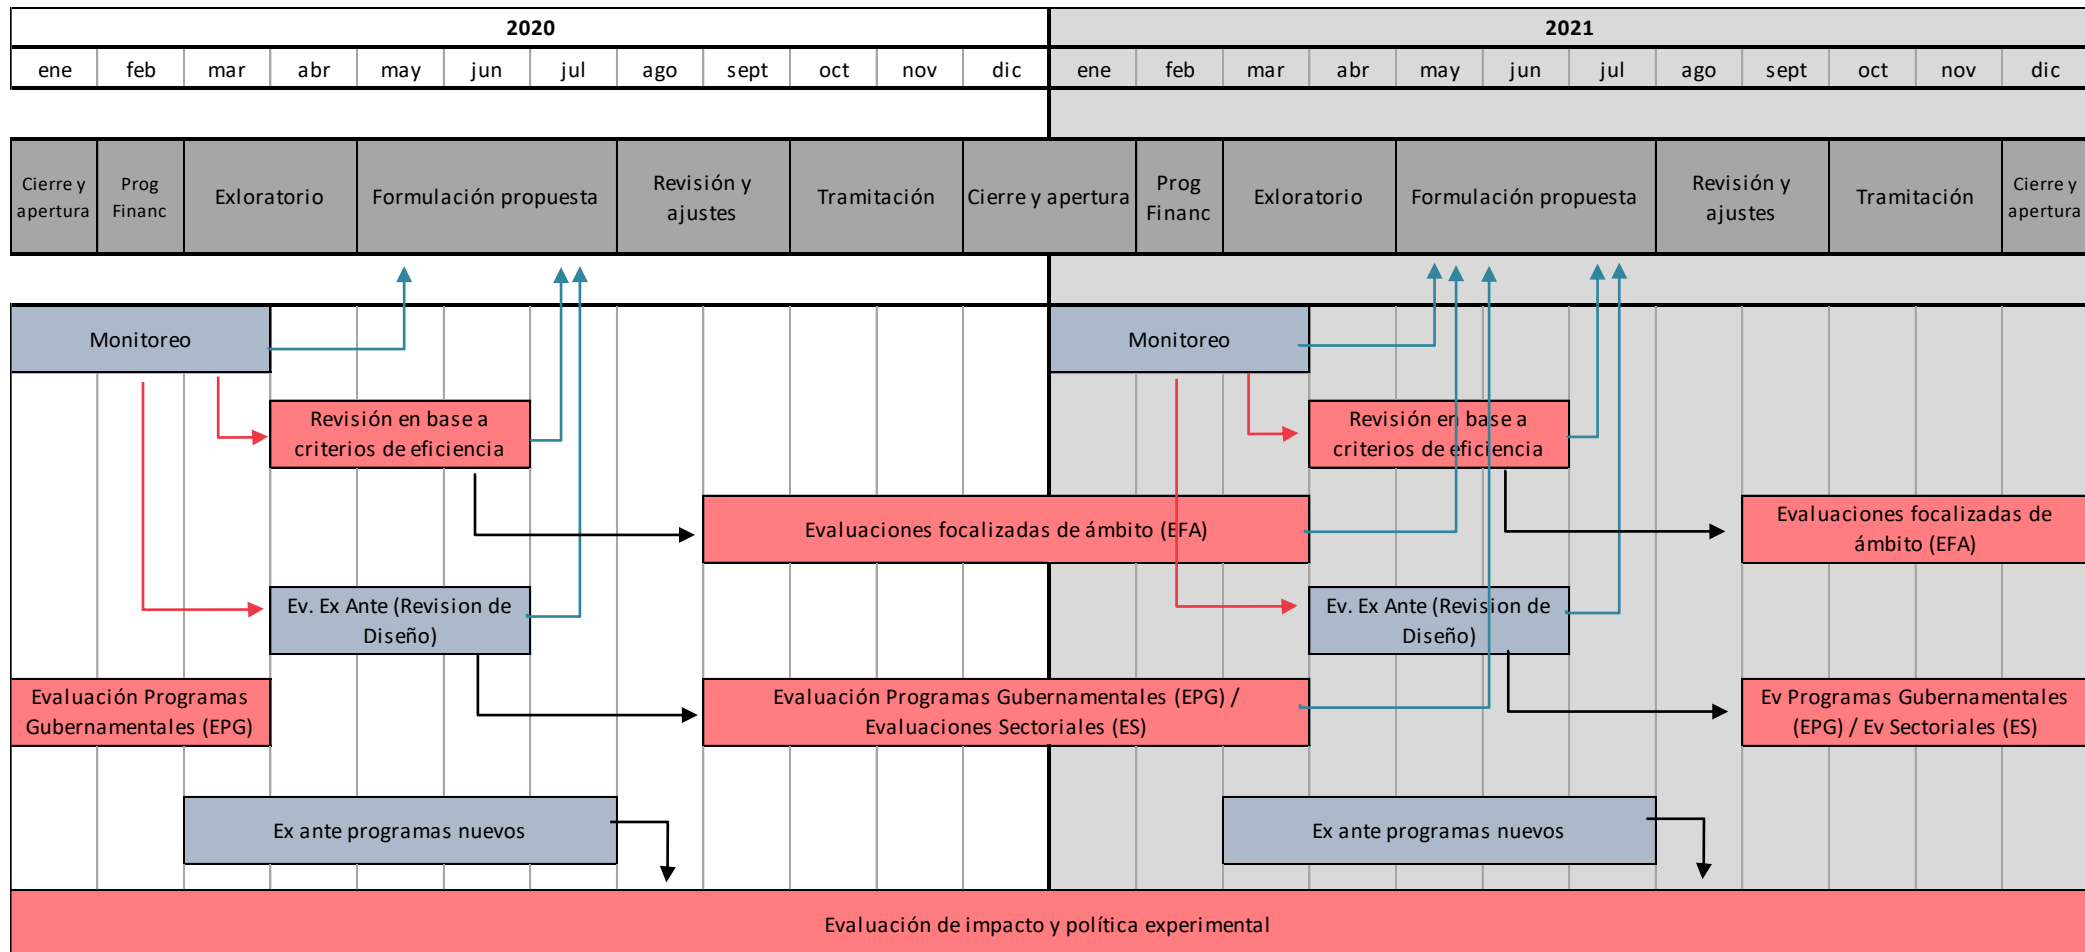 2020
2021
ene feb mar abr may jun jul ago sept oct nov dic ene feb mar abr may jun jul ago sept oct nov dic
Cierre y
apertura
Prog
Financ
Exloratorio
Formulación propuesta
Revisión y
ajustes
Tramitación
Cierre y apertura
Prog
Financ
Exloratorio
Formulación propuesta
Revisión y
ajustes
Tramitación
Cierre y
apertura
Monitoreo
Monitoreo
Revisión en base a
criterios de eficiencia
Revisión en base a
criterios de eficiencia
Evaluaciones focalizadas de ámbito (EFA)
Evaluaciones focalizadas de
ámbito (EFA)
Ev. Ex Ante (Revision de
Diseño)
Ev. Ex Ante (Revision de
Diseño)
Evaluación Programas
Gubernamentales (EPG)
Evaluación Programas Gubernamentales (EPG) /
Evaluaciones Sectoriales (ES)
Ev Programas Gubernamentales
(EPG) / Ev Sectoriales (ES)
Ex ante programas nuevos
Ex ante programas nuevos
Evaluación de impacto y política experimental